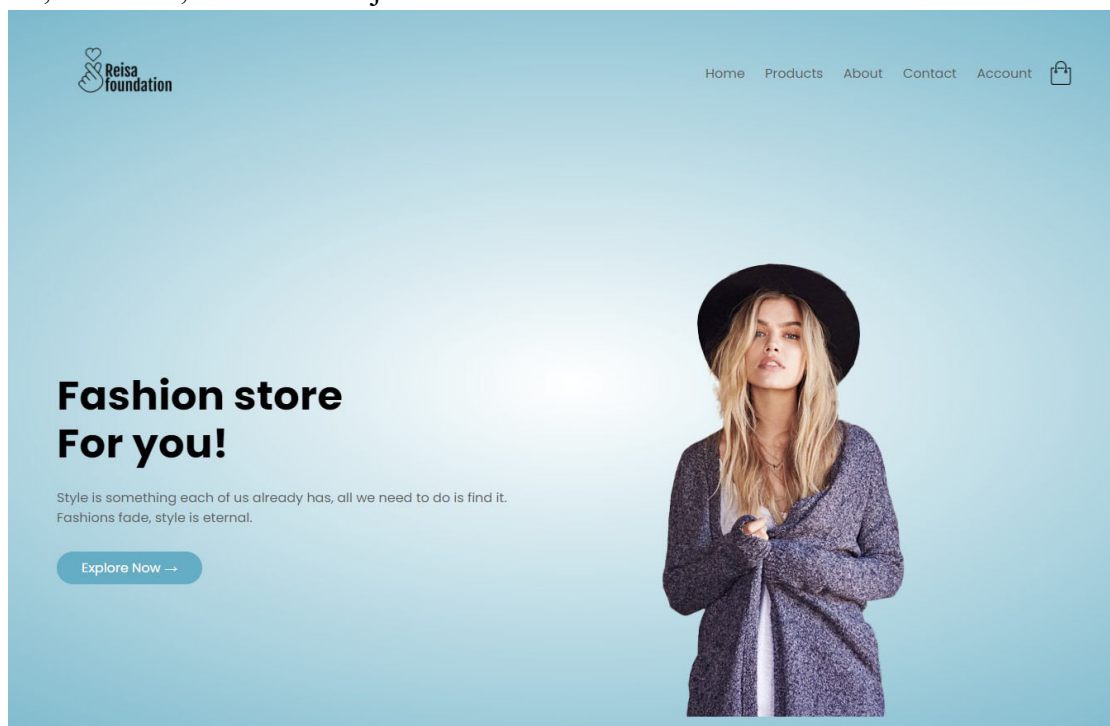 Reisa
foundation
Home Products About Contact Account
Fashion store
For you!
Style is something each of us already has, all we need to do is find it.
Fashions fade, style is eternal.
Explore Now →